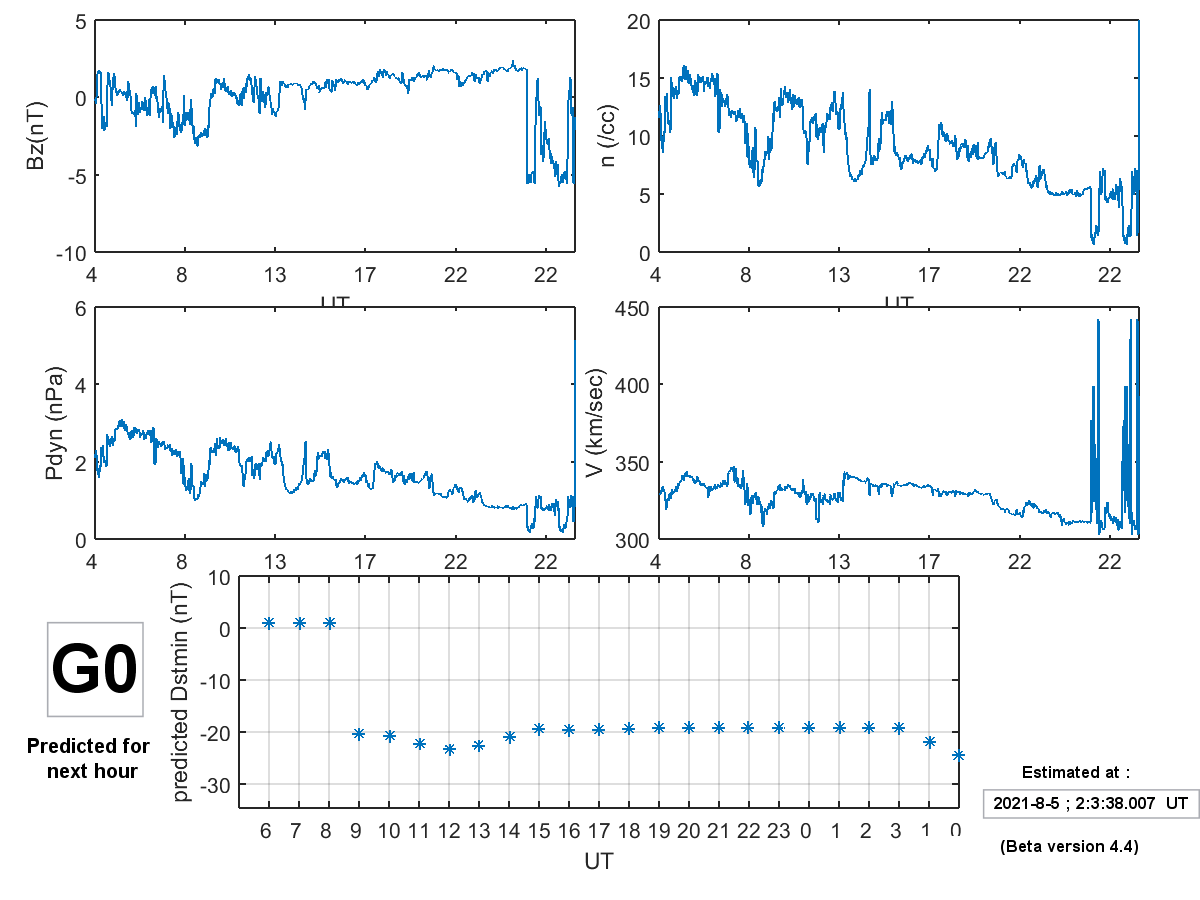 5
0
-5
-10
Bz(nT)
4 8 13 17 22 22
UT
20
15
10
5
0
n (/cc)
4 8 13 17 22 22
UT
6
4
2
0
Pdyn (nPa)
4 8 13 17 22 22
450
400
350
300
V (km/sec)
4 8 13 17 22 22
10
0
-10
-20
-30
predicted Dstmin (nT)
6 7 8 9 10 11 12 13 14 15 16 17 18 19 20 21 22 23 0 1 2 3 1 0
UT
G0
Predicted for
next hour
Estimated at :
2021-8-5 ; 2:3:38.007 UT
(Beta version 4.4)